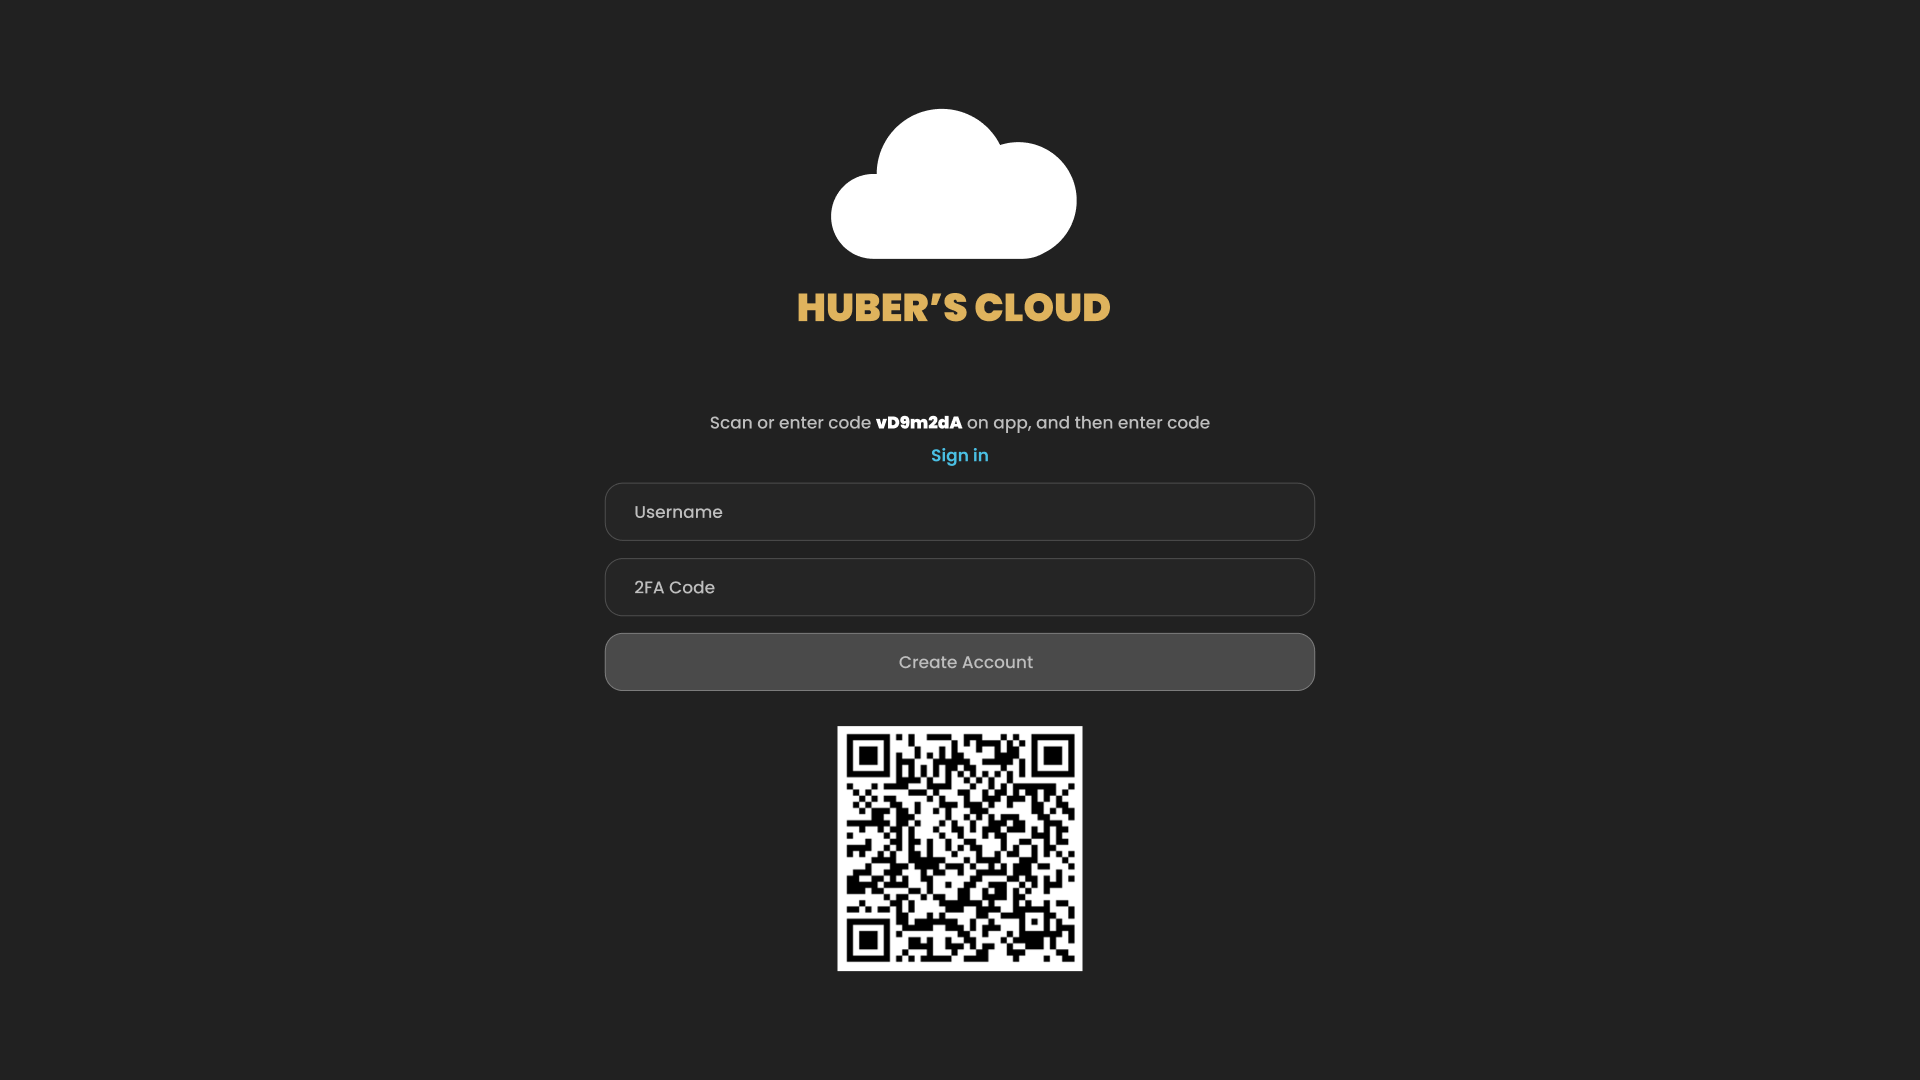 HUBER’S CLOUD
Scan or enter code vD9m2dA on app, and then enter code
Sign in
Username
2FA Code
Create Account